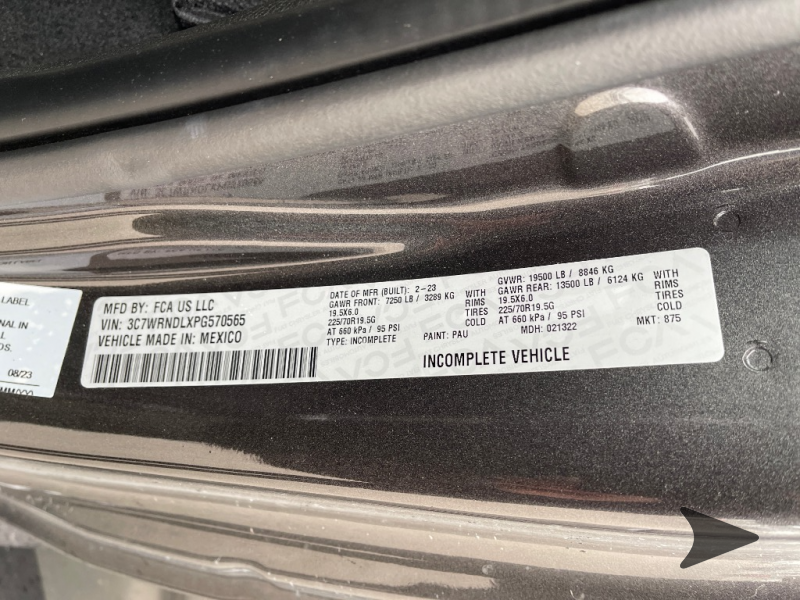 LABEL
NAL IN
L
DS.
08/23
MFD BY: FCA US LLC
VIN: 3C7WRNDLXPG570565
VEHICLE MADE IN: MEXICO
DATE OF MFR (BUILT): 2-23
GAWR FRONT: 7250 LB / 3289 KG WITH
19.5X6.0 RIMS
225/70R19.5G TIRES
AT 660 kPa / 95 PSI COLD
TYPE: INCOMPLETE
PAINT: PAU
GVWR: 19500 LB / 8846 KG
GAWR REAR: 13500 LB / 6124 KG WITH
19.5X6.0 RIMS
225/70R19.5G TIRES
AT 660 kPa / 95 PSI COLD
MDH: 021322
MKT: 875
INCOMPLETE VEHICLE